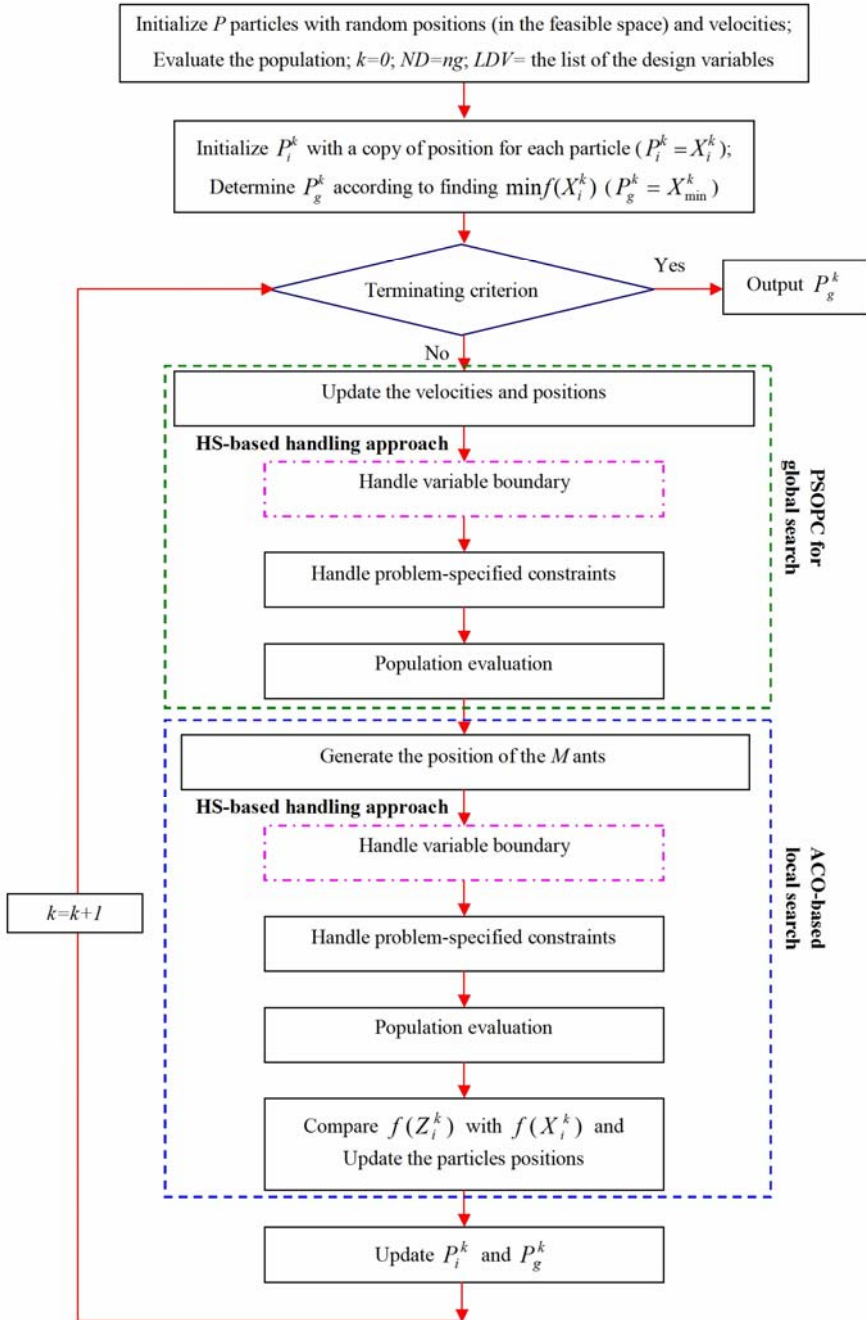 Initialize P particles with random positions (in the feasible space) and velocities;
Evaluate the population; k=0; ND=ng; LDV= the list of the design variables
Initialize P_i^k with a copy of position for each particle (P_i^k = X_i^k);
Determine P_g^k according to finding min f(X_i^k) (P_g^k = X_min^k)
Terminating criterion
Yes
Output P_g^k
No
Update the velocities and positions
HS-based handling approach
Handle variable boundary
Handle problem-specified constraints
Population evaluation
PSOPC for
global search
Generate the position of the M ants
HS-based handling approach
Handle variable boundary
Handle problem-specified constraints
Population evaluation
Compare f(Z_i^k) with f(X_i^k) and
Update the particles positions
ACO-based
local search
k=k+1
Update P_i^k and P_g^k